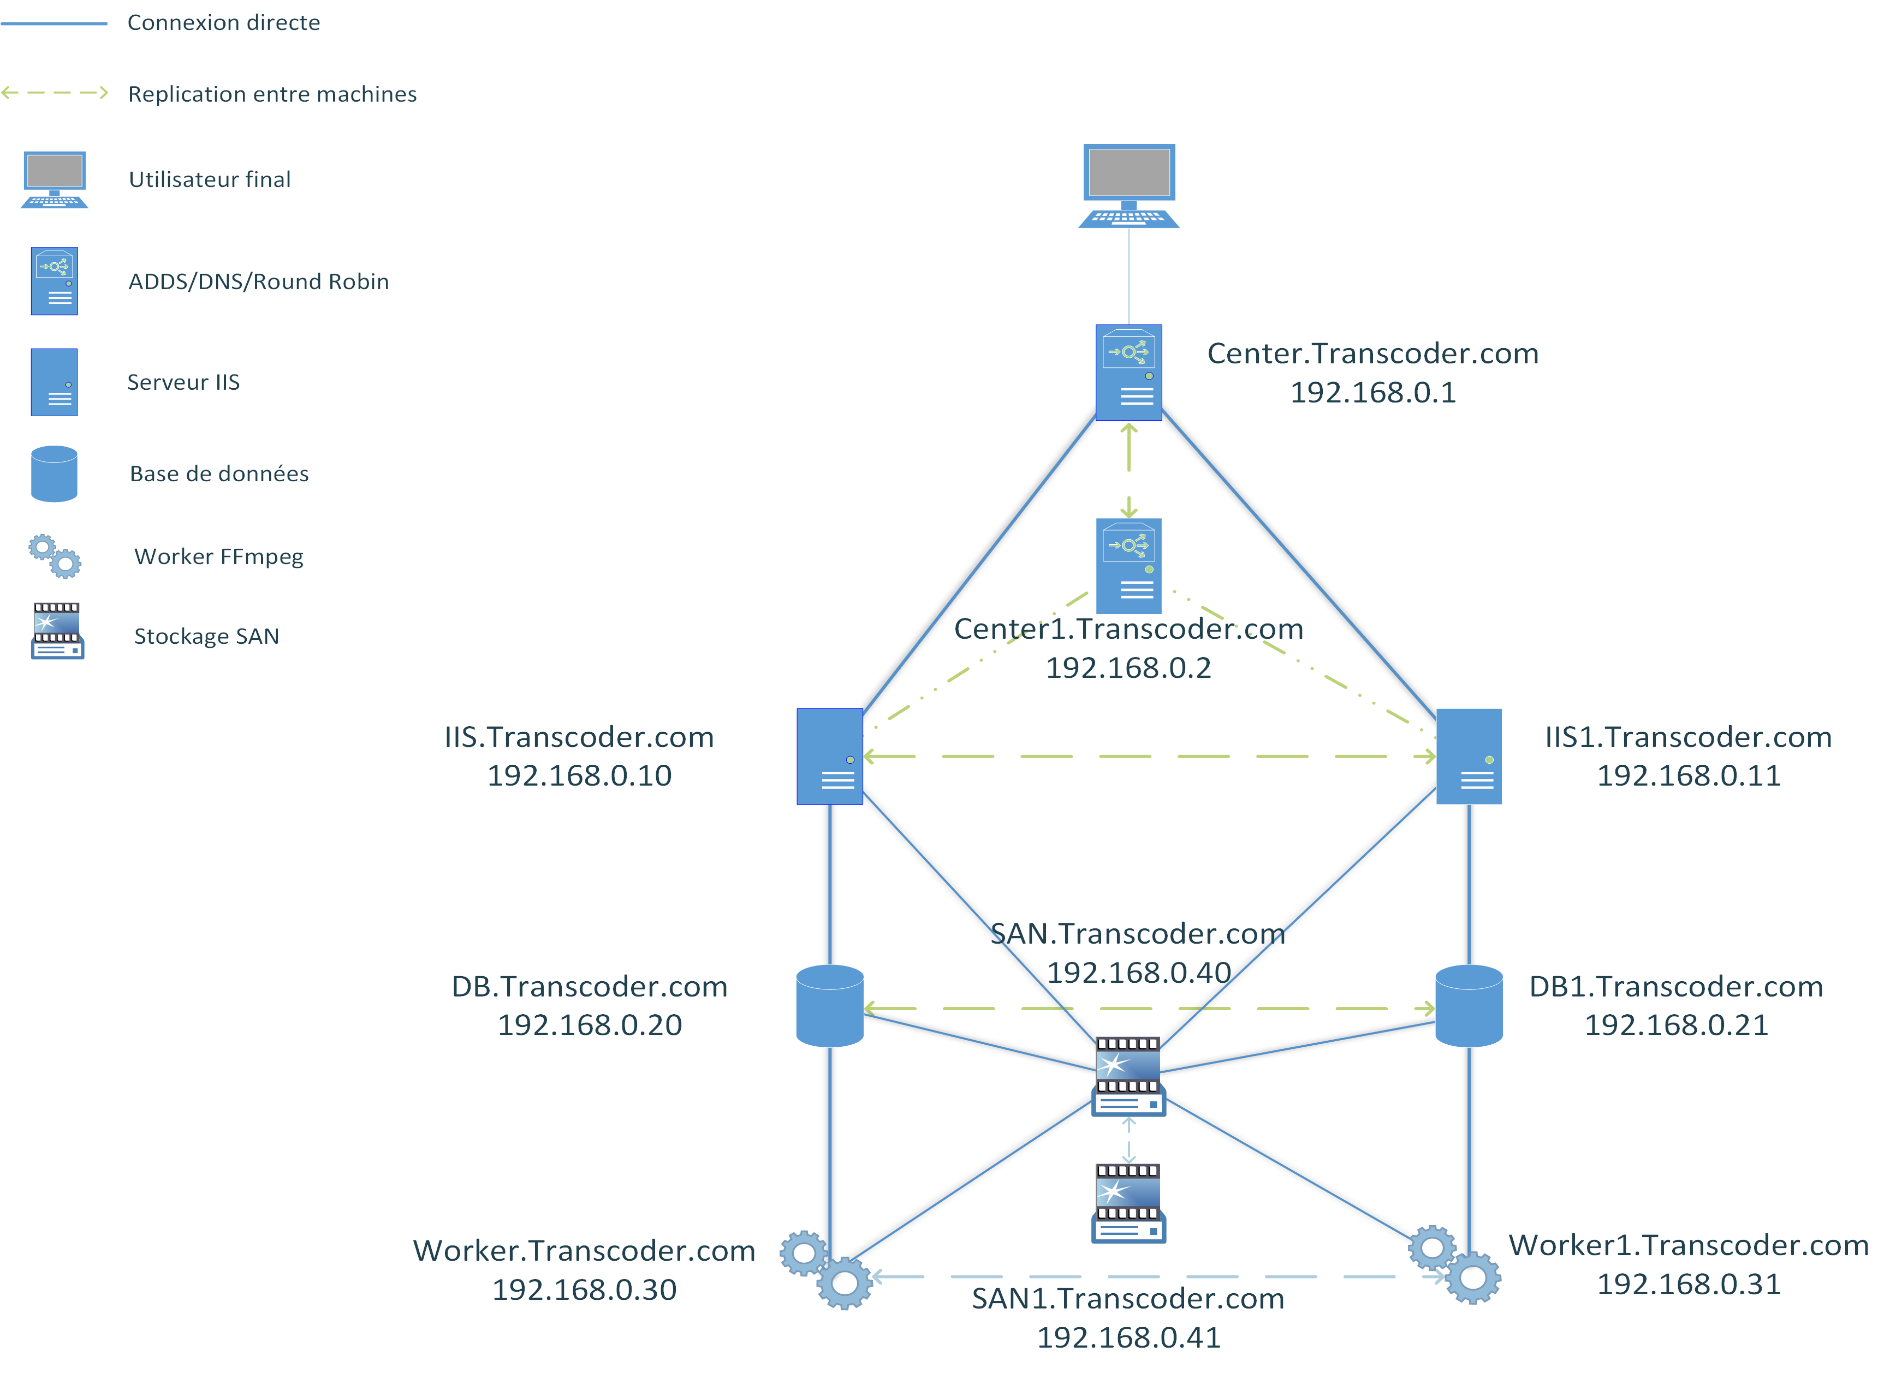 Connexion directe
Replication entre machines
Utilisateur final
ADDS/DNS/Round Robin
Serveur IIS
Base de données
Worker FFmpeg
Stockage SAN
Center.Transcoder.com
192.168.0.1
Center1.Transcoder.com
192.168.0.2
IIS.Transcoder.com
192.168.0.10
IIS1.Transcoder.com
192.168.0.11
SAN.Transcoder.com
192.168.0.40
DB.Transcoder.com
192.168.0.20
DB1.Transcoder.com
192.168.0.21
Worker.Transcoder.com
192.168.0.30
Worker1.Transcoder.com
192.168.0.31
SAN1.Transcoder.com
192.168.0.41